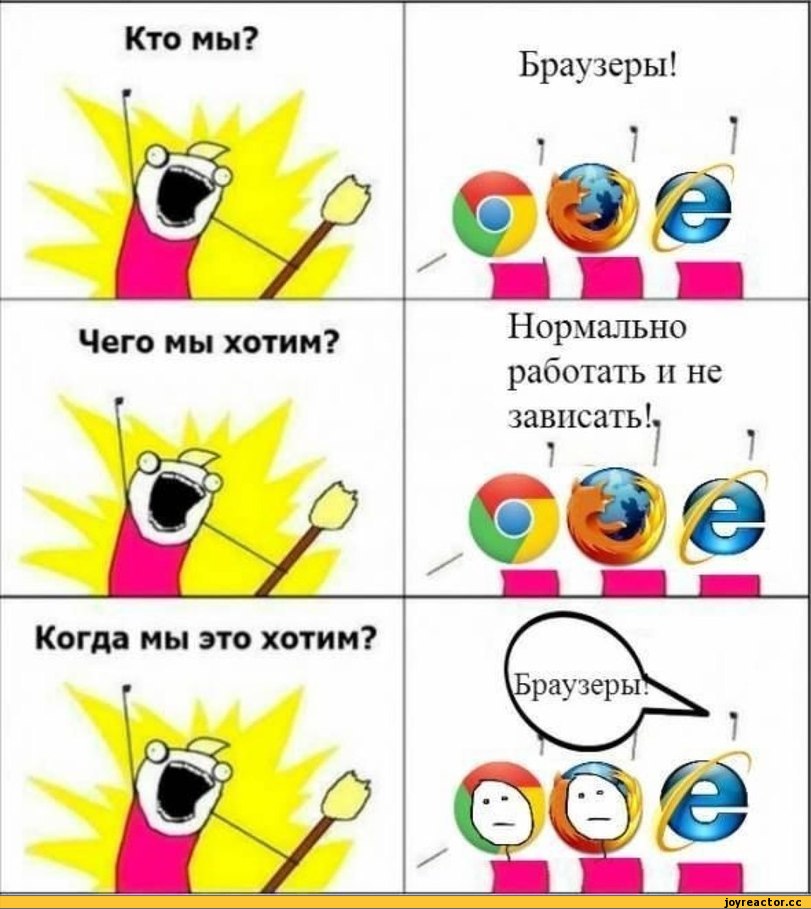 Кто мы?
Браузеры!
Чего мы хотим?
Нормально
работать и не
зависать!
Когда мы это хотим?
Браузеры!
joyreactor.cc